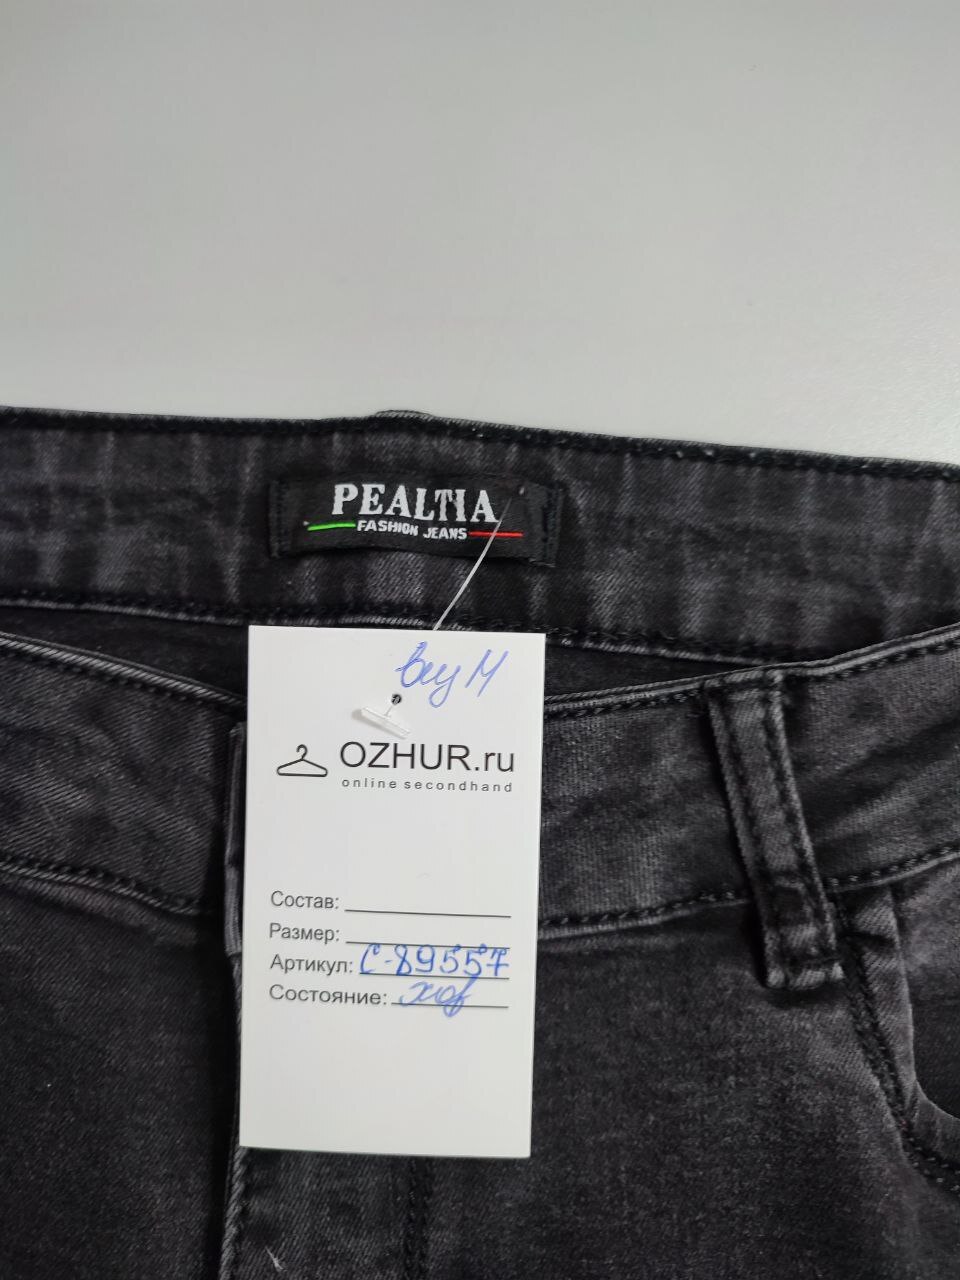 PEALTIA
FASHION JEANS
M
OZHUR.ru
online secondhand
Состав:
Размер:
Артикул: С-89557
Состояние: хор